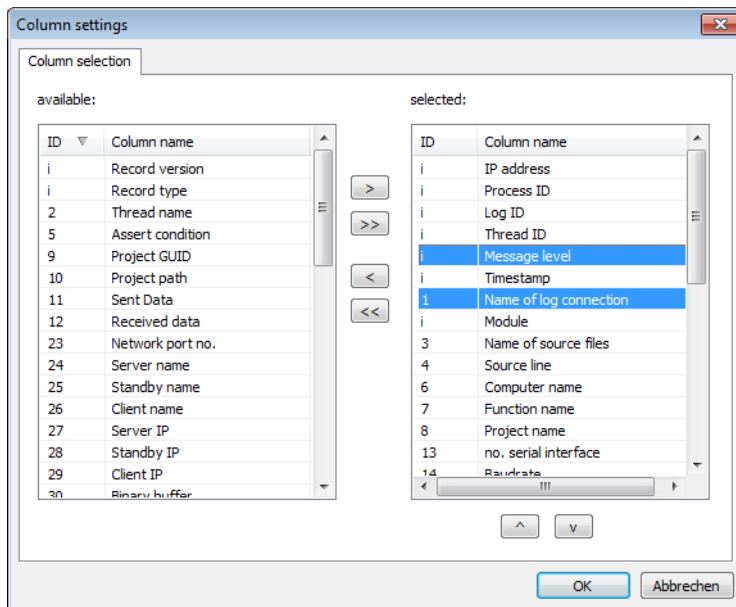 Column settings
Column selection
available:
ID Column name
i Record version
i Record type
2 Thread name
5 Assert condition
9 Project GUID
10 Project path
11 Sent Data
12 Received data
23 Network port no.
24 Server name
25 Standby name
26 Client name
27 Server IP
28 Standby IP
29 Client IP
30 Binary buffer
>
>>
<
<<
selected:
ID Column name
i IP address
i Process ID
i Log ID
i Thread ID
i Message level
i Timestamp
1 Name of log connection
i Module
3 Name of source files
4 Source line
6 Computer name
7 Function name
8 Project name
13 no. serial interface
14 Baudrate
^ v
OK Abbrechen